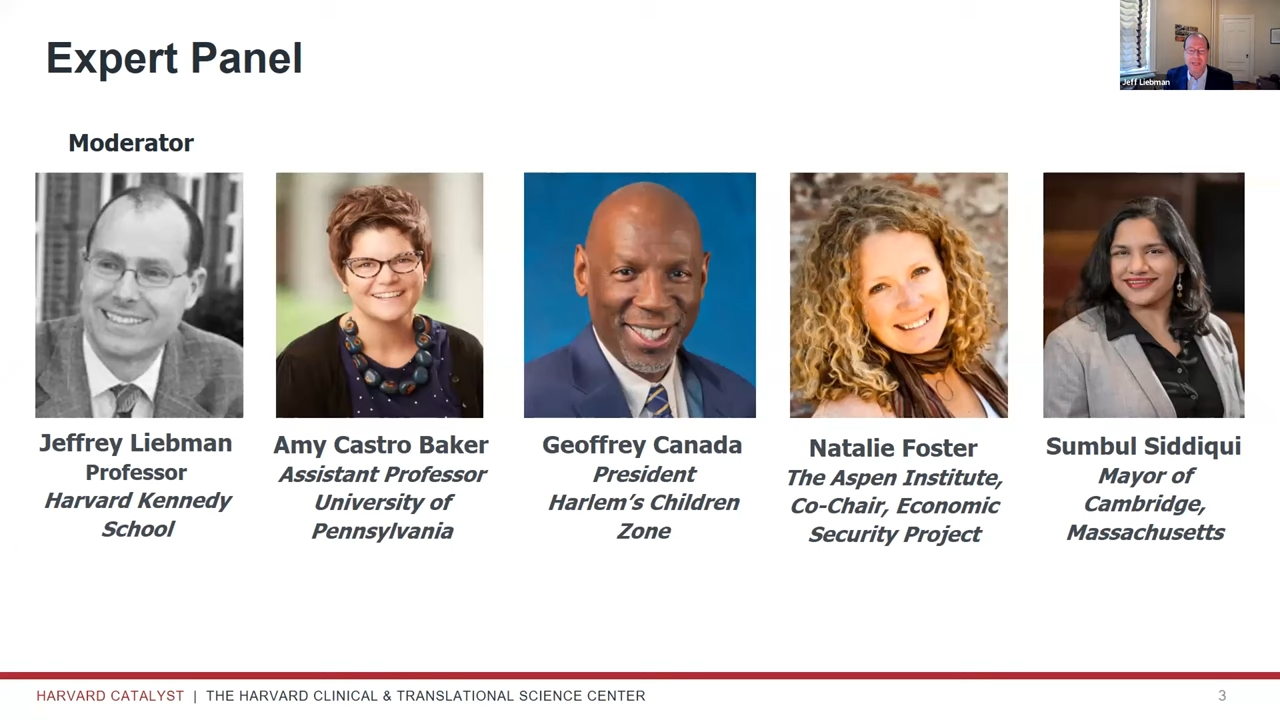 Expert Panel
Jeff Liebman
Moderator
Jeffrey Liebman
Professor
Harvard Kennedy
School
Amy Castro Baker
Assistant Professor
University of
Pennsylvania
Geoffrey Canada
President
Harlem's Children
Zone
Natalie Foster
The Aspen Institute,
Co-Chair, Economic
Security Project
Sumbul Siddiqui
Mayor of
Cambridge,
Massachusetts
HARVARD CATALYST | THE HARVARD CLINICAL & TRANSLATIONAL SCIENCE CENTER
3